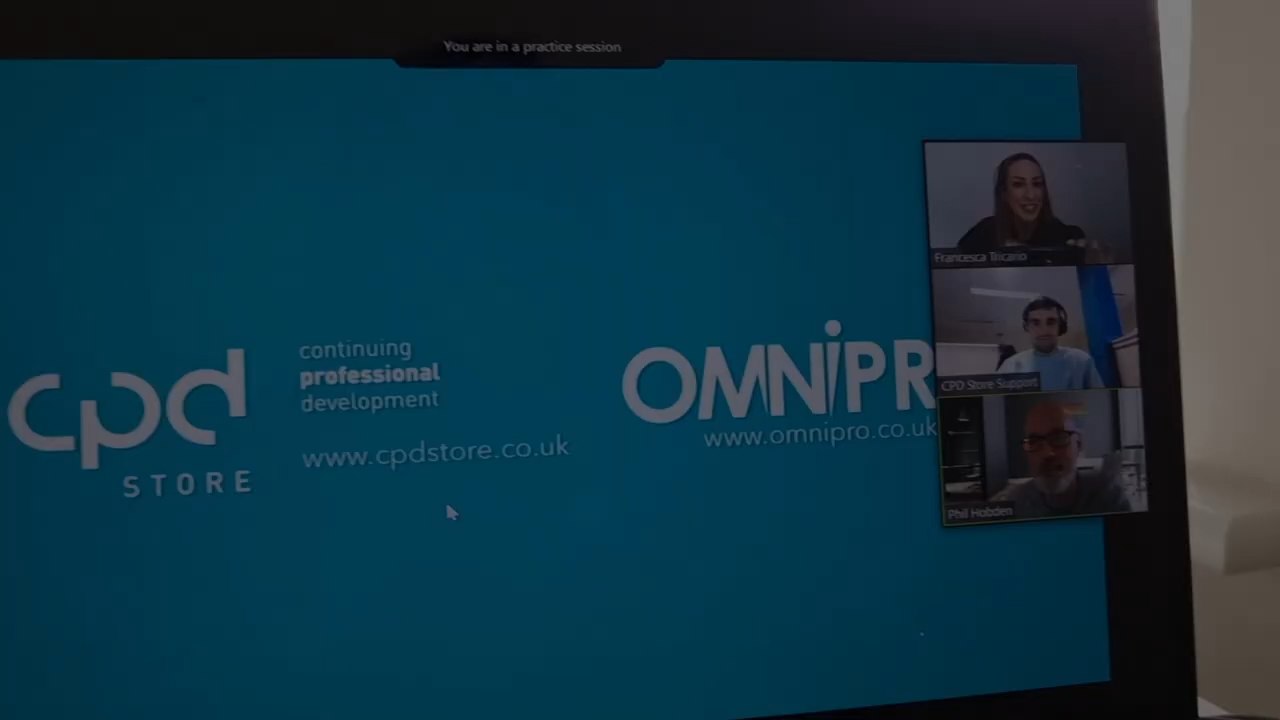 You are in a practice session
cpd
STORE
continuing
professional
development
www.cpdstore.co.uk
OMNIPR
www.omnipro.co.uk
Francesca Tricario
CPD Store Support
Phil Hobden